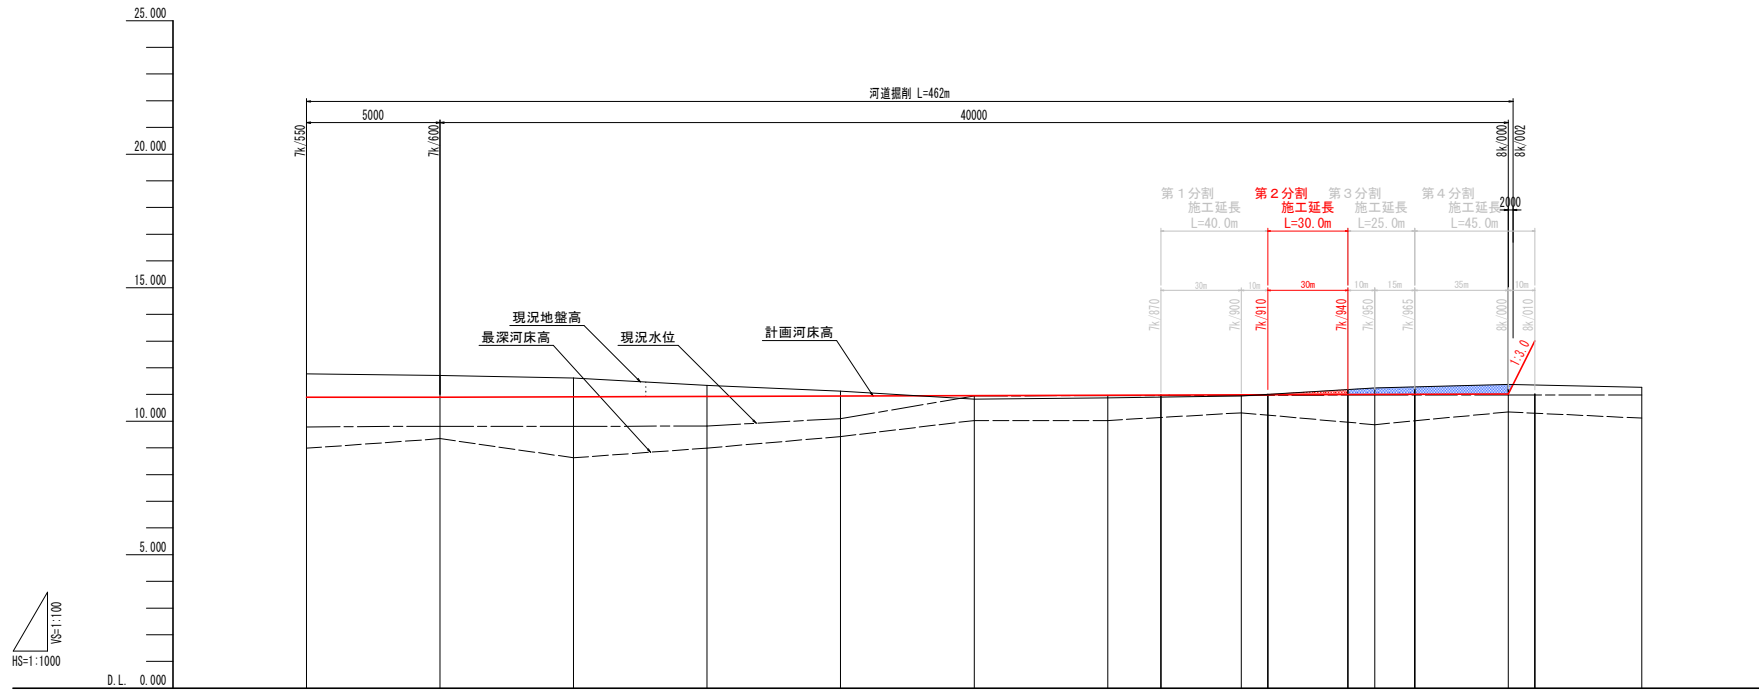 25.000
20.000
15.000
10.000
5.000
D.L. 0.000
VS=1:100
HS=1:1000
河道掘削 L=462m
5000
40000
7k/550
7k/600
8k/000
8k/002
2000
第1分割
施工延長
L=40.0m
第2分割
施工延長
L=30.0m
第3分割
施工延長
L=25.0m
第4分割
施工延長
L=45.0m
30m
10m
30m
10m
15m
35m
10m
7k/870
7k/900
7k/910
7k/940
7k/950
7k/965
8k/000
8k/010
1:3.0
現況地盤高
最深河床高
現況水位
計画河床高